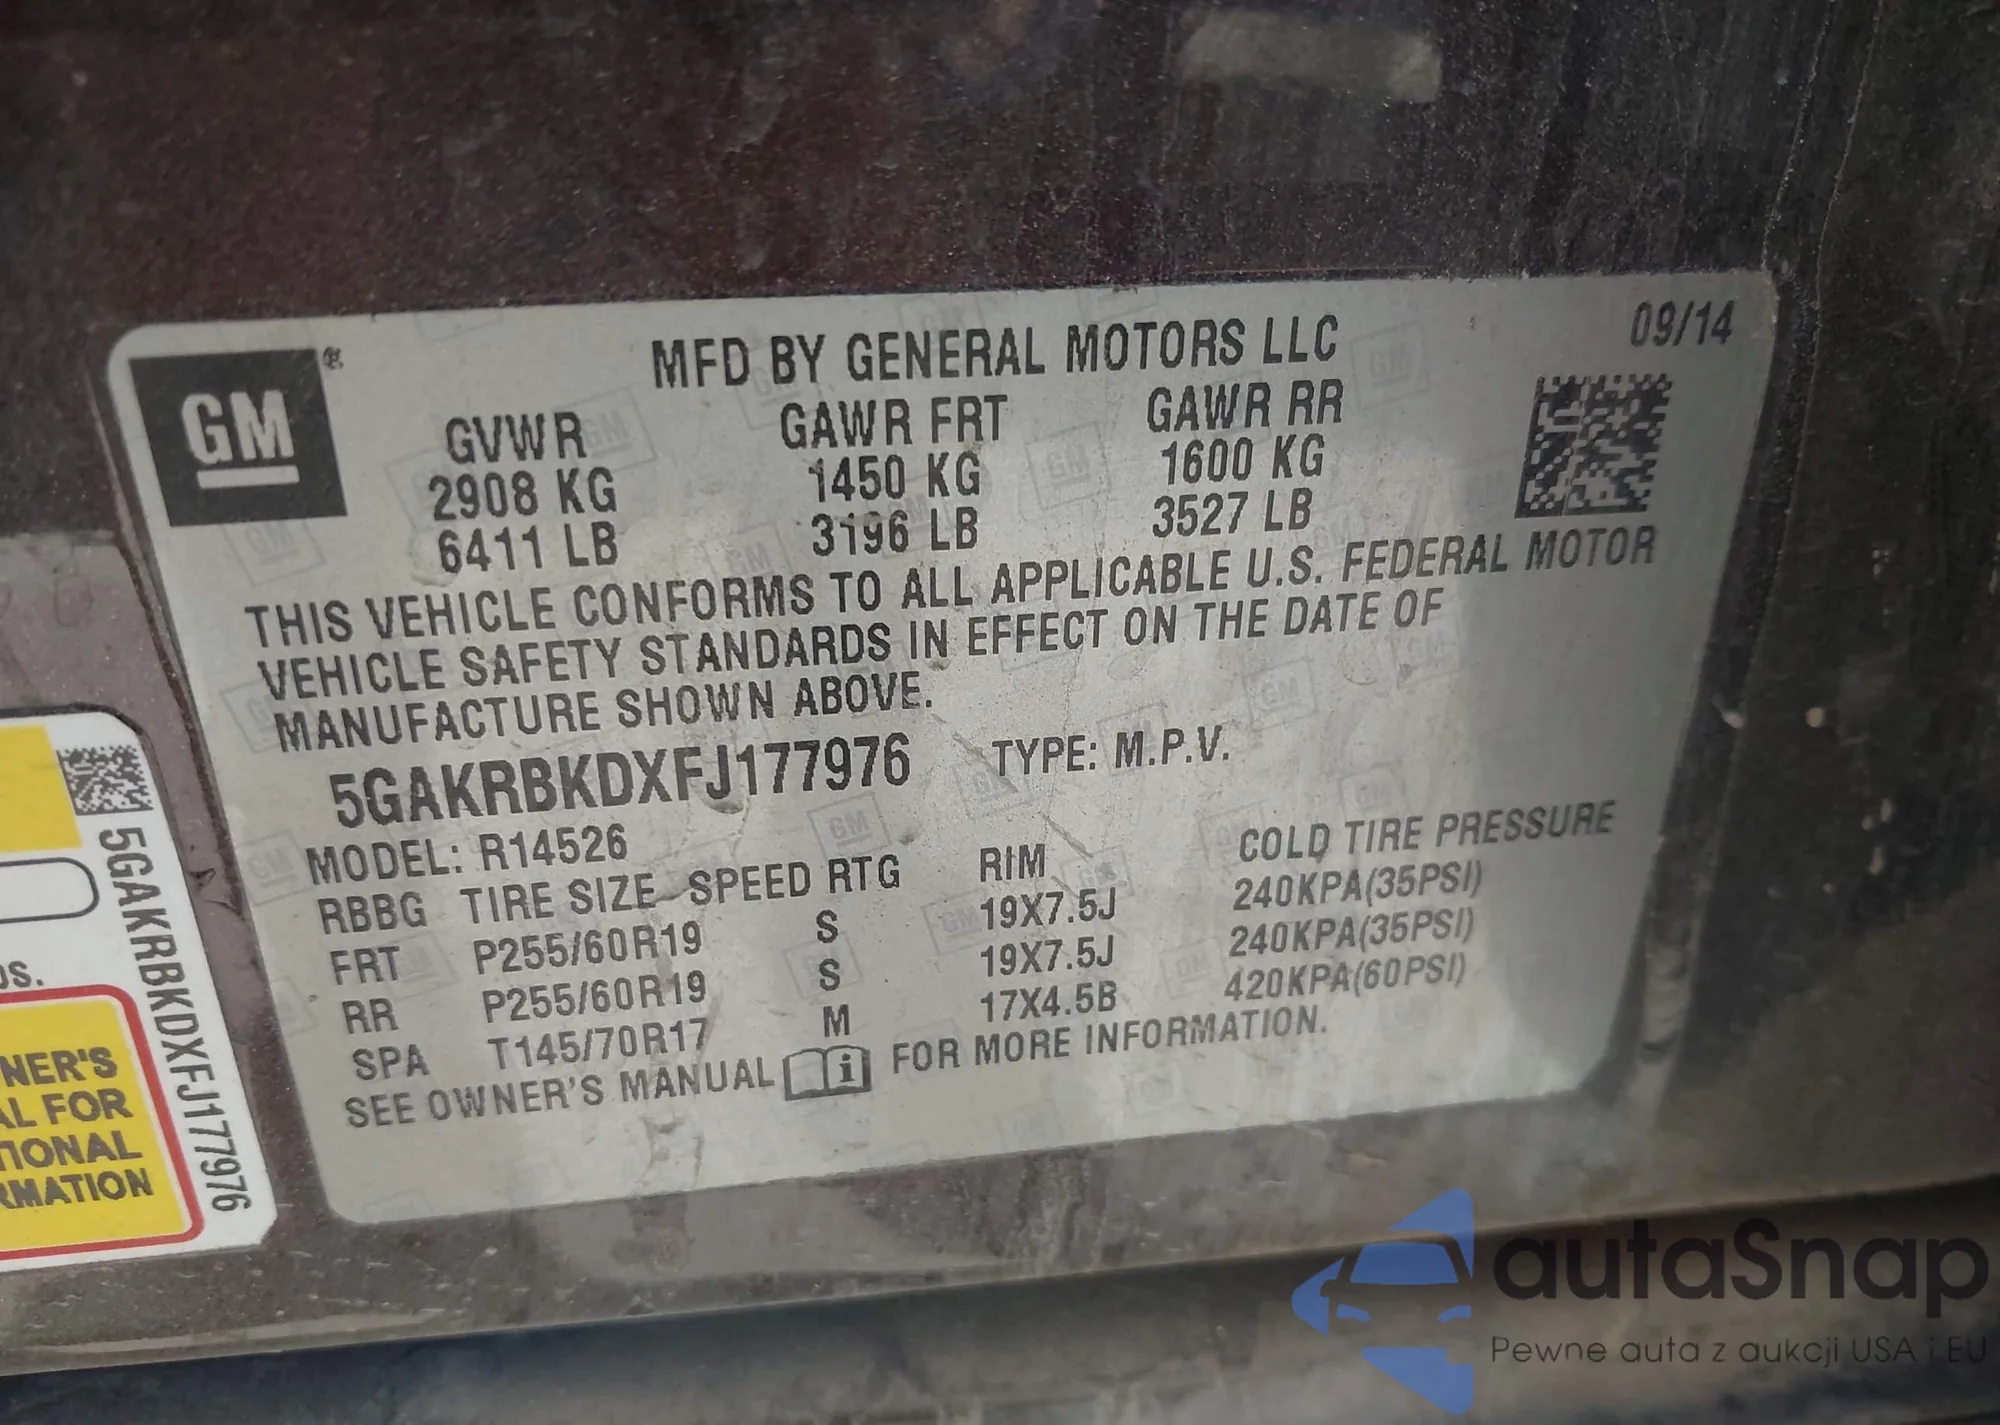 09/14
GM
®
MFD BY GENERAL MOTORS LLC
GVWR GAWR FRT GAWR RR
2908 KG 1450 KG 1600 KG
6411 LB 3196 LB 3527 LB
THIS VEHICLE CONFORMS TO ALL APPLICABLE U.S. FEDERAL MOTOR
VEHICLE SAFETY STANDARDS IN EFFECT ON THE DATE OF
MANUFACTURE SHOWN ABOVE.
5GAKRBKDXFJ177976 TYPE: M.P.V.
MODEL: R14526
RBBG TIRE SIZE SPEED RTG RIM COLD TIRE PRESSURE
FRT P255/60R19 S 19X7.5J 240KPA(35PSI)
RR P255/60R19 S 19X7.5J 240KPA(35PSI)
SPA T145/70R17 M 17X4.5B 420KPA(60PSI)
SEE OWNER'S MANUAL i FOR MORE INFORMATION.
5GAKRBKDXFJ177976
NER'S
AL FOR
TIONAL
RMATION
autaSnap
Pewne auta z aukcji USA i EU